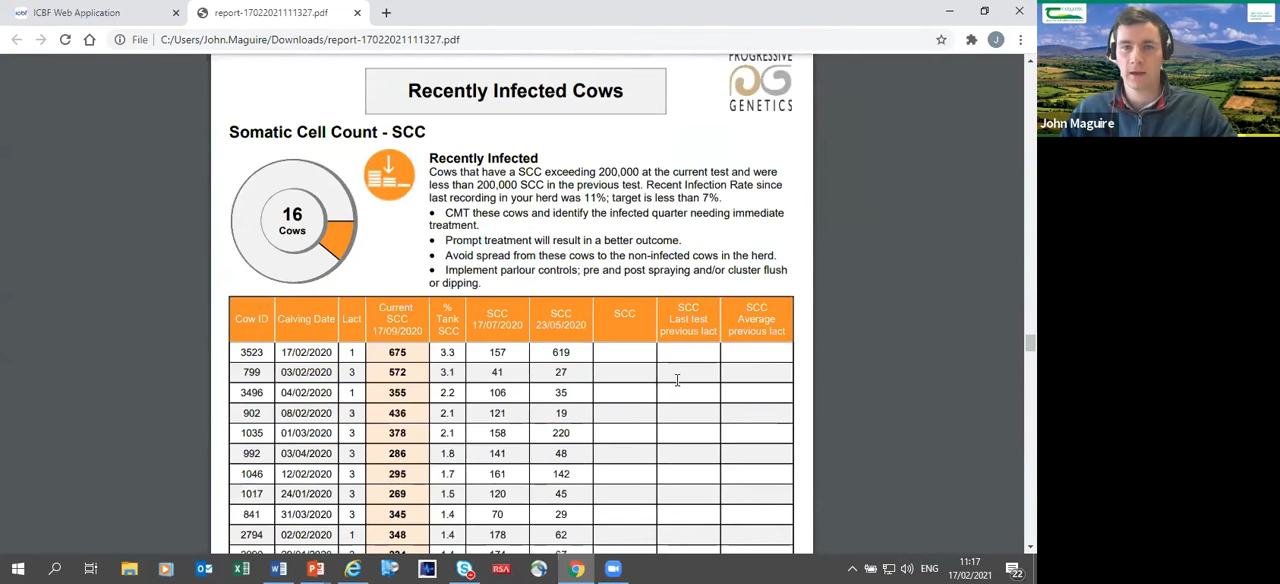 ICBF Web Application
report-17022021111327.pdf
File | C:/Users/John.Maguire/Downloads/report-17022021111327.pdf
J
John Maguire
PROGRESSIVE
GENETICS
Recently Infected Cows
Somatic Cell Count - SCC
16
Cows
Recently Infected
Cows that have a SCC exceeding 200,000 at the current test and were
less than 200,000 SCC in the previous test. Recent Infection Rate since
last recording in your herd was 11%; target is less than 7%.
• CMT these cows and identify the infected quarter needing immediate
treatment.
• Prompt treatment will result in a better outcome.
• Avoid spread from these cows to the non-infected cows in the herd.
• Implement parlour controls; pre and post spraying and/or cluster flush
or dipping.
Cow ID Calving Date Lact Current SCC 17/09/2020 % Tank SCC SCC 17/07/2020 SCC 23/05/2020 SCC SCC Last test previous lact SCC Average previous lact
3523 17/02/2020 1 675 3.3 157 619
799 03/02/2020 3 572 3.1 41 27
3496 04/02/2020 1 355 2.2 106 35
902 08/02/2020 3 436 2.1 121 19
1035 01/03/2020 3 378 2.1 158 220
992 03/04/2020 3 286 1.8 141 48
1046 12/02/2020 3 295 1.7 161 142
1017 24/01/2020 3 269 1.5 120 45
841 31/03/2020 3 345 1.4 70 29
2794 02/02/2020 1 348 1.4 178 62
RSA
ENG
11:17
17/02/2021
22